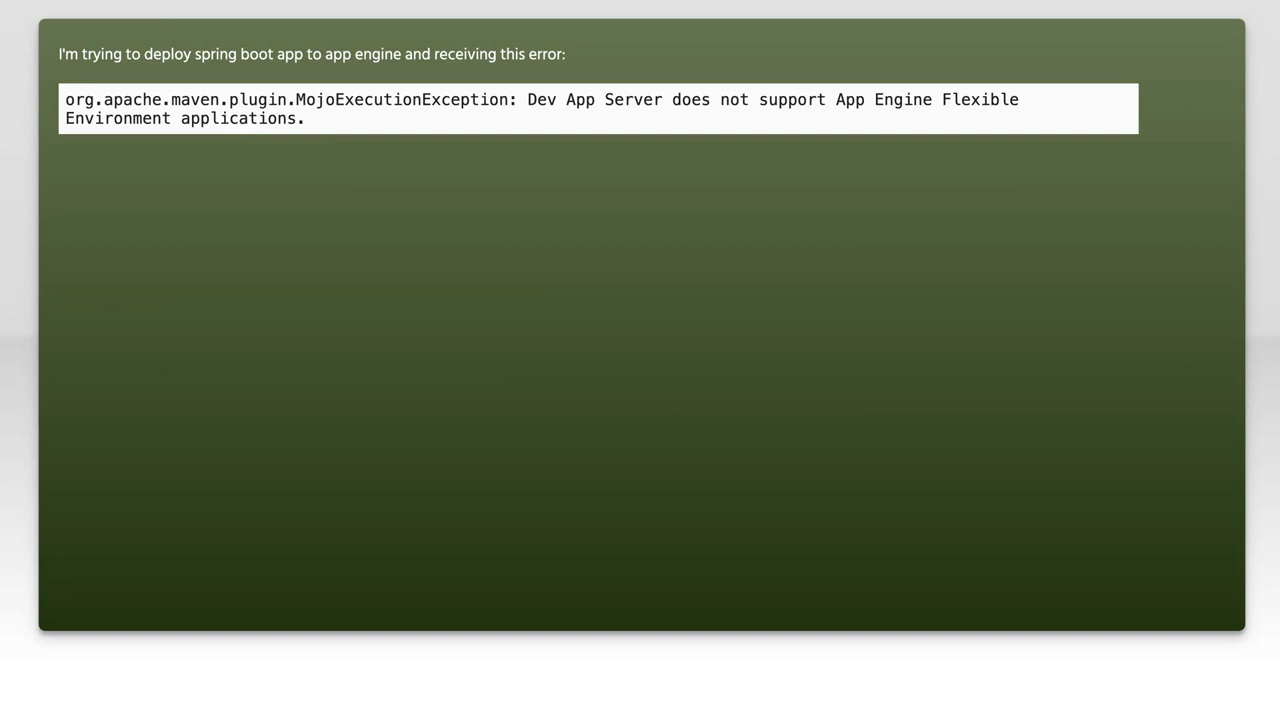 I'm trying to deploy spring boot app to app engine and receiving this error:
org.apache.maven.plugin.MojoExecutionException: Dev App Server does not support App Engine Flexible
Environment applications.